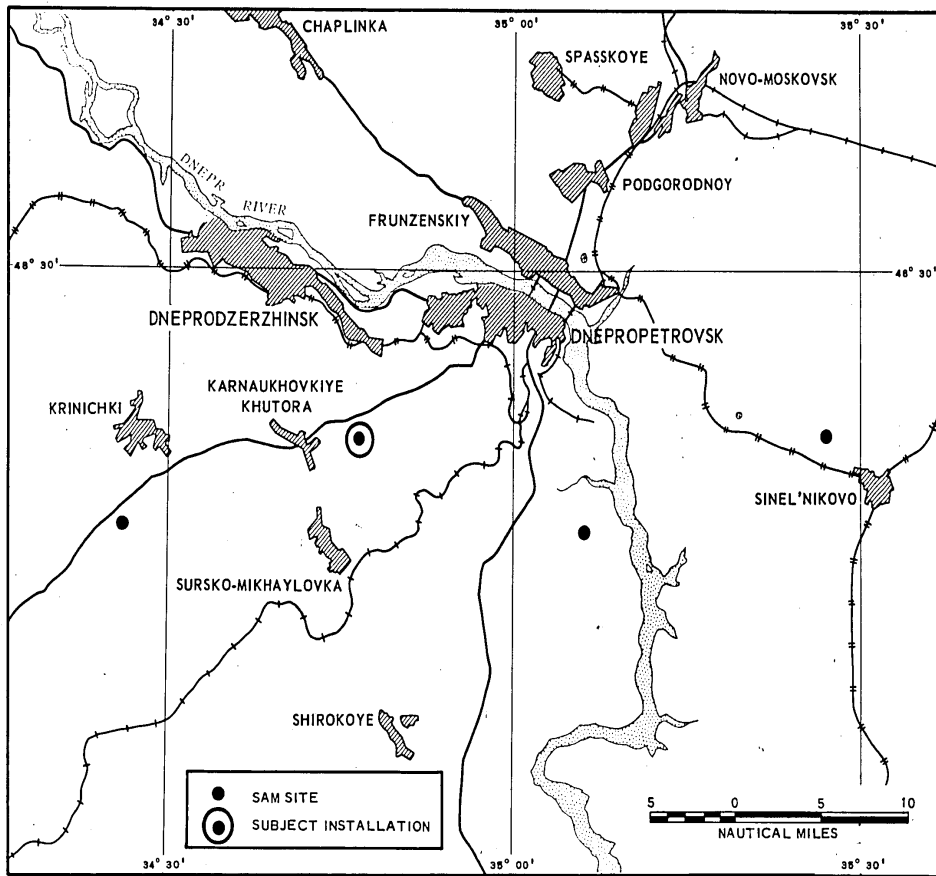 CHAPLINKA
34° 30'
35° 00'
35° 30'
SPASSKOYE
NOVO-MOSKOVSK
DNEPR
RIVER
PODGORODNOY
FRUNZENSKIY
48° 30'
48° 30'
DNEPRODZERZHINSK
DNEPROPETROVSK
KARNAUKHOVKIYE
KHUTORA
KRINICHKI
SINEL'NIKOVO
SURSKO-MIKHAYLOVKA
SHIROKOYE
SAM SITE
SUBJECT INSTALLATION
5 0 5 10
NAUTICAL MILES
34° 30'
35° 00'
35° 30'